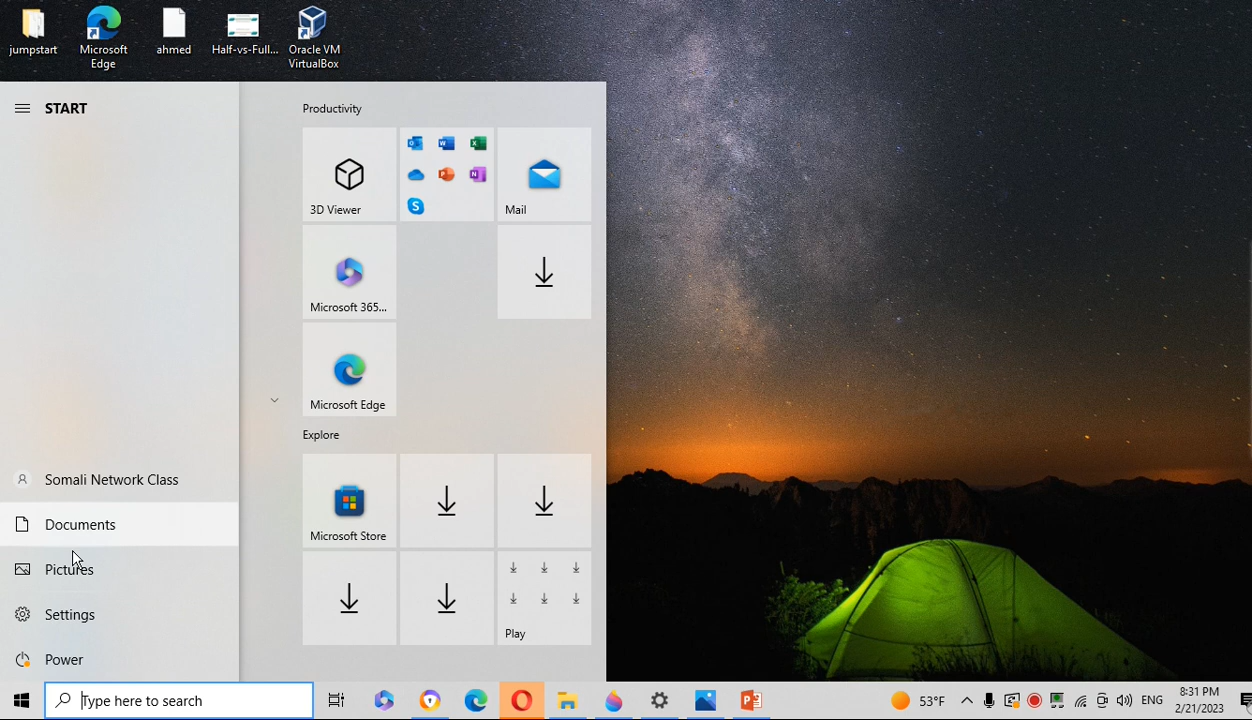 jumpstart
Microsoft
Edge
ahmed
Half-vs-Full...
Oracle VM
VirtualBox
START
Productivity
3D Viewer
Mail
Microsoft 365...
Microsoft Edge
Explore
Microsoft Store
Play
Somali Network Class
Documents
Pictures
Settings
Power
Type here to search
53°F
ENG
8:31 PM
2/21/2023